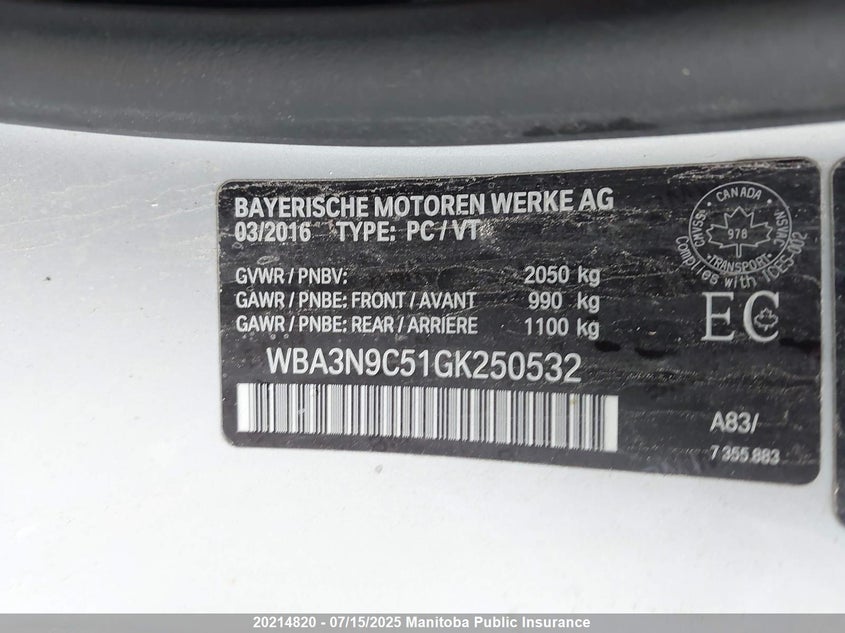 BAYERISCHE MOTOREN WERKE AG
03/2016 TYPE: PC / VT
GVWR / PNBV: 2050 kg
GAWR / PNBE: FRONT / AVANT 990 kg
GAWR / PNBE: REAR / ARRIERE 1100 kg
WBA3N9C51GK250532
CANADA
CMVSS
NSVAC
978
TRANSPORT
Complies with ICES-002
EC
A83/
7 355 883
20214820 - 07/15/2025 Manitoba Public Insurance